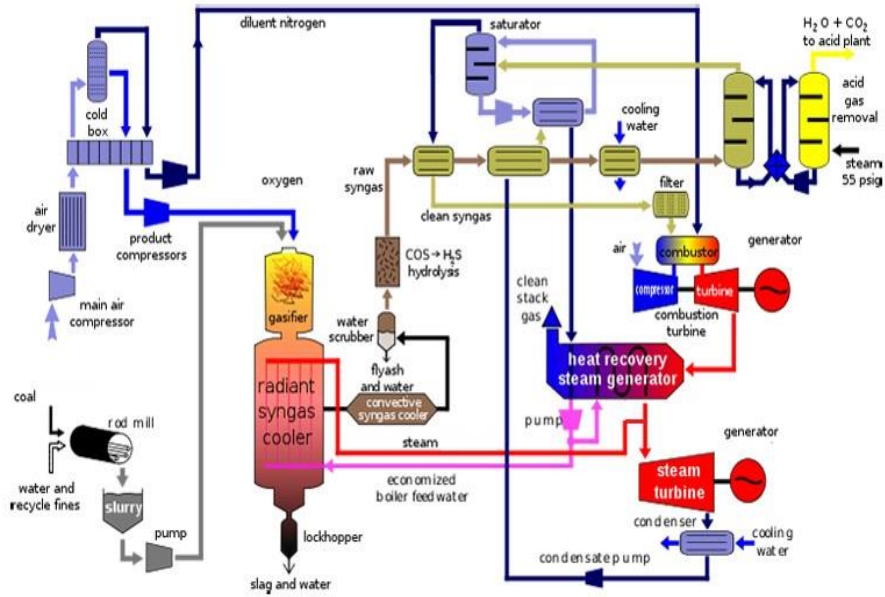 diluent nitrogen
saturator
H₂O + CO₂
to acid plant
cold
box
cooling
water
acid
gas
removal
steam
55 psig
raw
syngas
oxygen
air
dryer
product
compressors
clean syngas
filter
main air
compressor
COS→H₂S
hydrolysis
air
combustor
generator
compressor
turbine
combustion
turbine
gasifier
water
scrubber
clean
stack
gas
flyash
and water
heat recovery
steam generator
radiant
syngas
cooler
convective
syngas cooler
coal
rod mill
pump
steam
generator
water and
recycle fines
slurry
economized
boiler feed water
steam
turbine
pump
lockhopper
condenser
cooling
water
condensate pump
slag and water